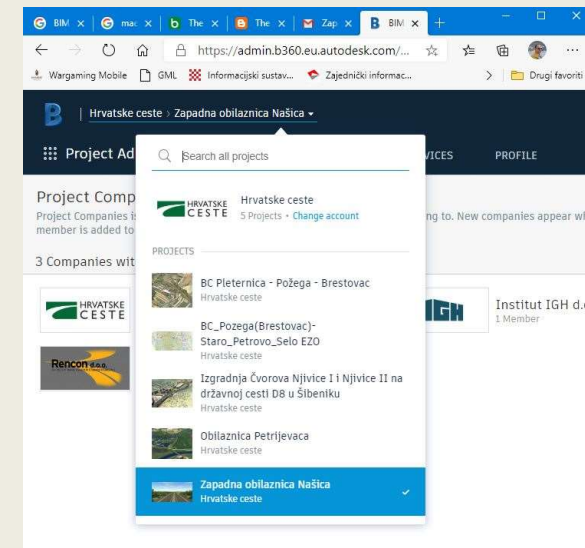 BIM
mac
The
The
Zap
BIM
https://admin.b360.eu.autodesk.com/...
Wargaming Mobile
GML
Informacijski sustav...
Zajednički informac...
Drugi favoriti
Hrvatske ceste > Zapadna obilaznica Našica
Project Ad
VICES
PROFILE
Search all projects
Project Comp
Project Companies i
ng to. New companies appear wh
member is added to
3 Companies wit
HRVATSKE
CESTE
Hrvatske ceste
5 Projects • Change account
PROJECTS
BC Pleternica - Požega - Brestovac
Hrvatske ceste
BC_Pozega(Brestovac)-
Staro_Petrovo_Selo EZO
Hrvatske ceste
Izgradnja Čvorova Njivice I i Njivice II na
državnoj cesti D8 u Šibeniku
Hrvatske ceste
Obilaznica Petrijevaca
Hrvatske ceste
Zapadna obilaznica Našica
Hrvatske ceste
HRVATSKE
CESTE
IGH
Institut IGH d.
1 Member
Rencon d.o.o.